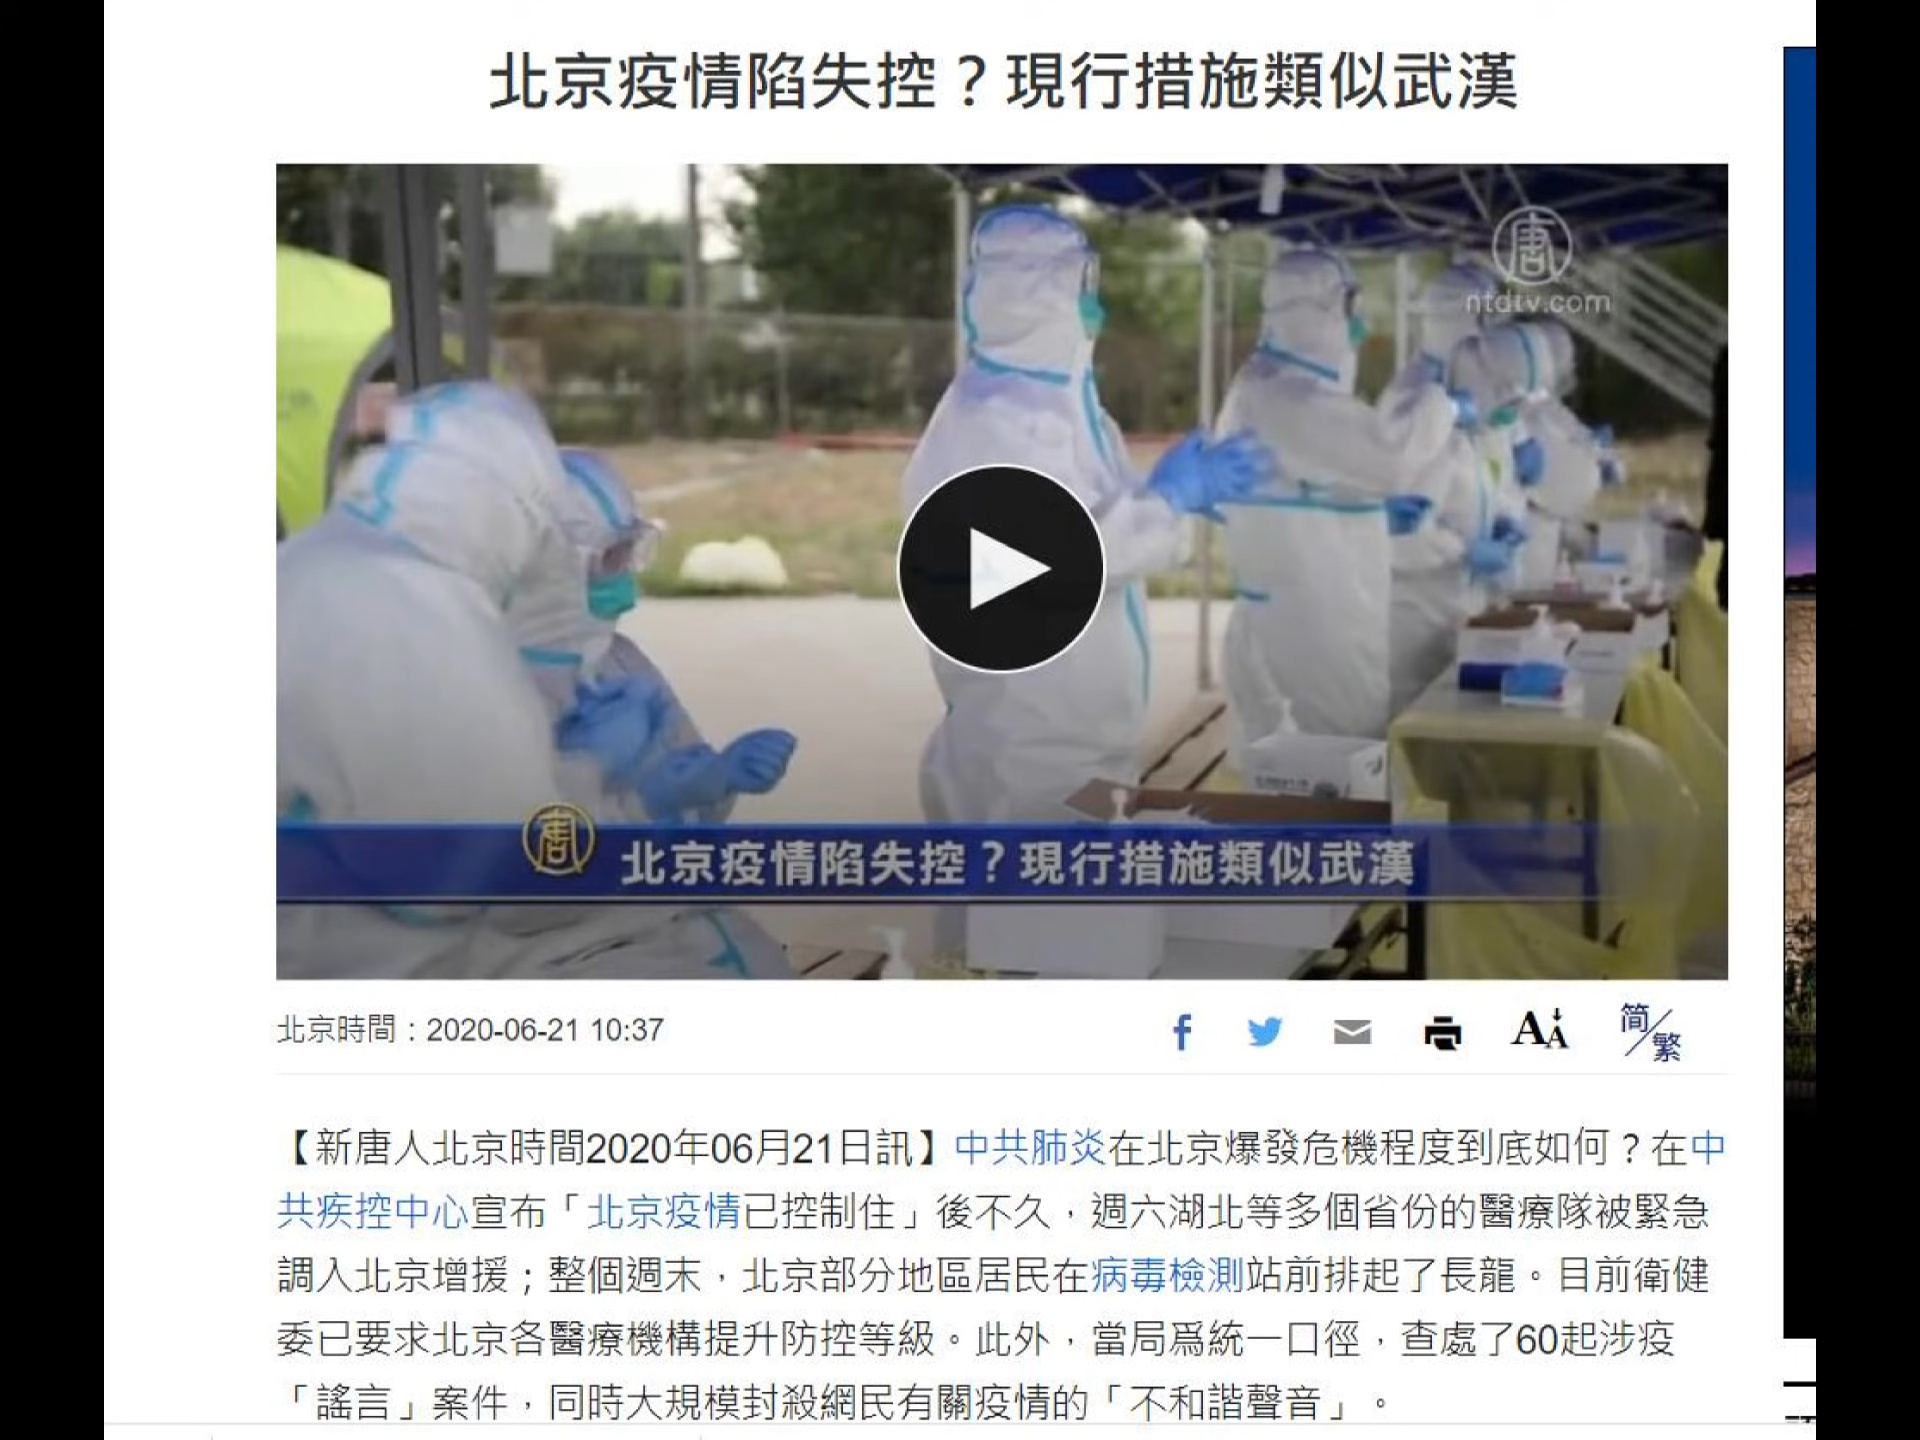 北京疫情陷失控？現行措施類似武漢
唐
ntdtv.com
唐
北京疫情陷失控？現行措施類似武漢
北京時間：2020-06-21 10:37
简/繁
【新唐人北京時間2020年06月21日訊】中共肺炎在北京爆發危機程度到底如何？在中
共疾控中心宣布「北京疫情已控制住」後不久，週六湖北等多個省份的醫療隊被緊急
調入北京增援；整個週末，北京部分地區居民在病毒檢測站前排起了長龍。目前衛健
委已要求北京各醫療機構提升防控等級。此外，當局爲統一口徑，查處了60起涉疫
「謠言」案件，同時大規模封殺網民有關疫情的「不和諧聲音」。